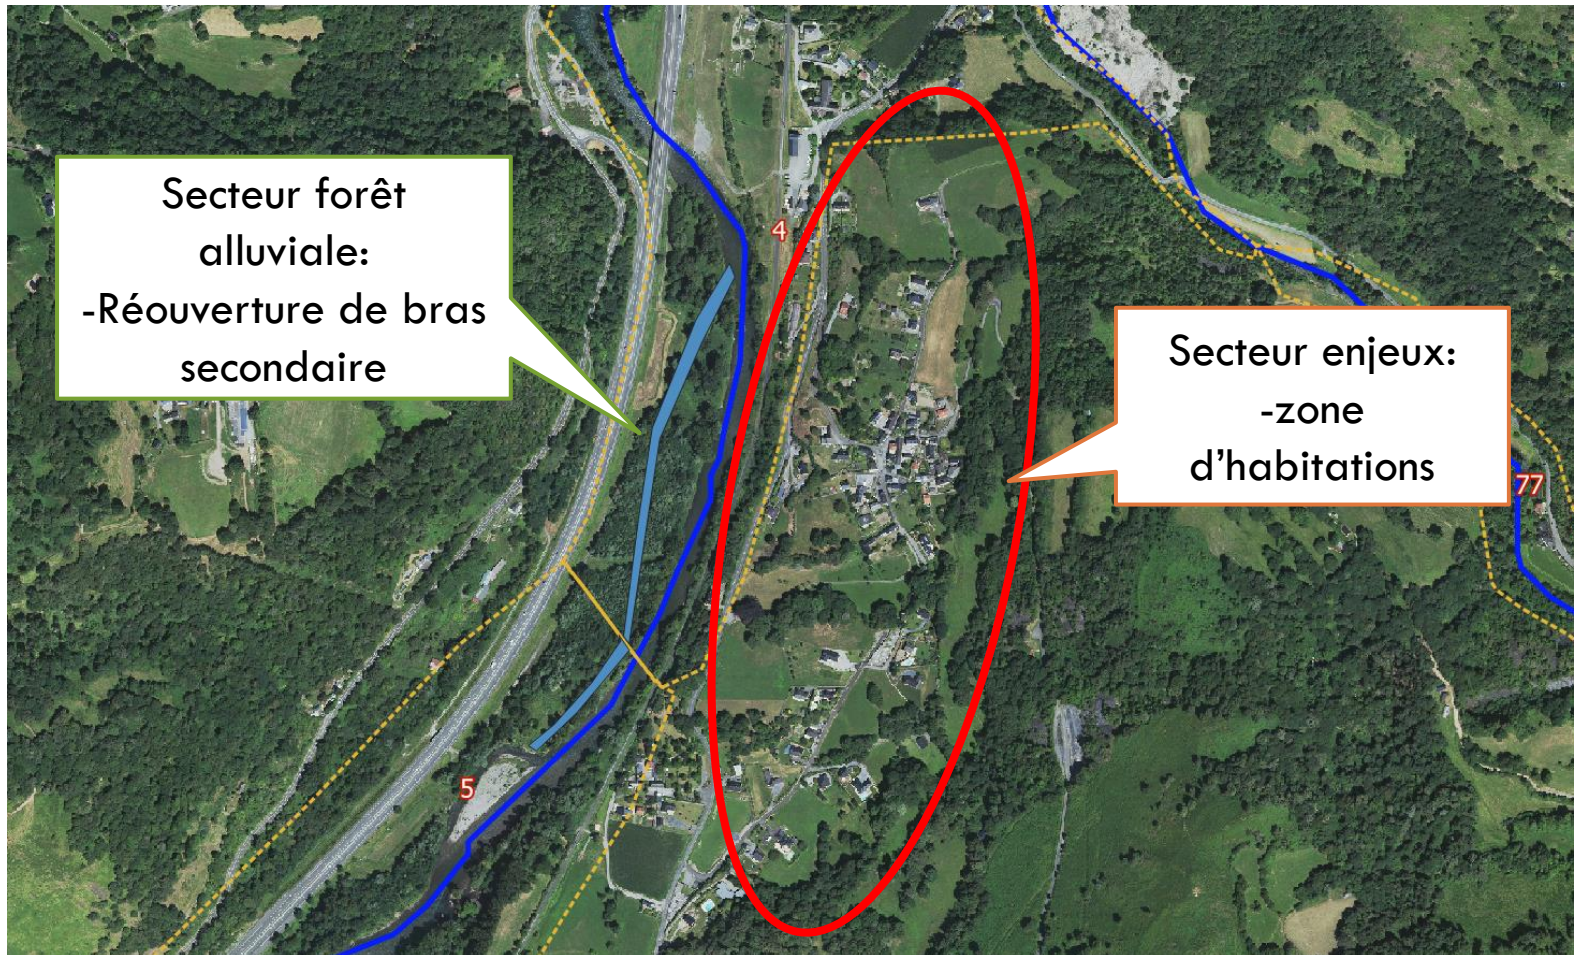 Secteur forêt
alluviale:
-Réouverture de bras
secondaire
4
Secteur enjeux:
-zone
d’habitations
77
5